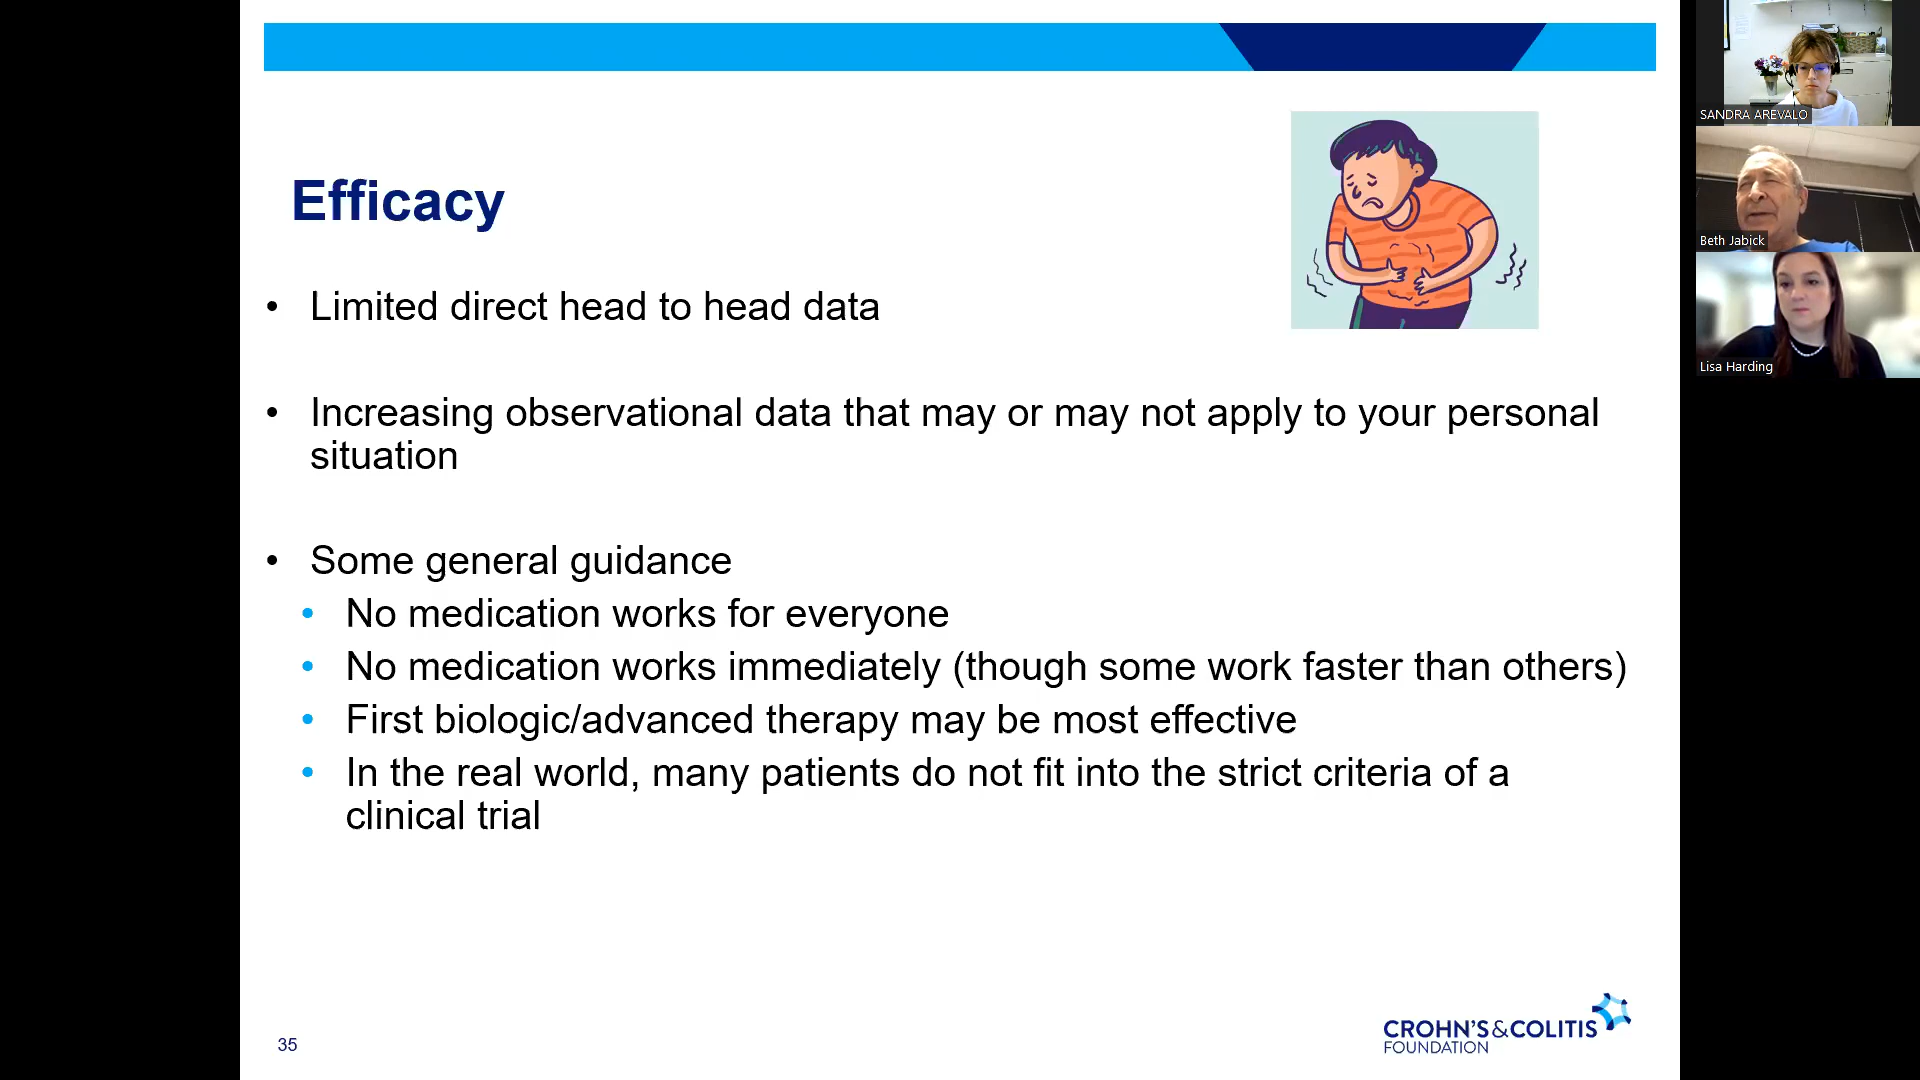 Efficacy
• Limited direct head to head data
• Increasing observational data that may or may not apply to your personal
situation
• Some general guidance
• No medication works for everyone
• No medication works immediately (though some work faster than others)
• First biologic/advanced therapy may be most effective
• In the real world, many patients do not fit into the strict criteria of a
clinical trial
35
CROHN'S & COLITIS
FOUNDATION
SANDRA AREVALO
Beth Jabick
Lisa Harding